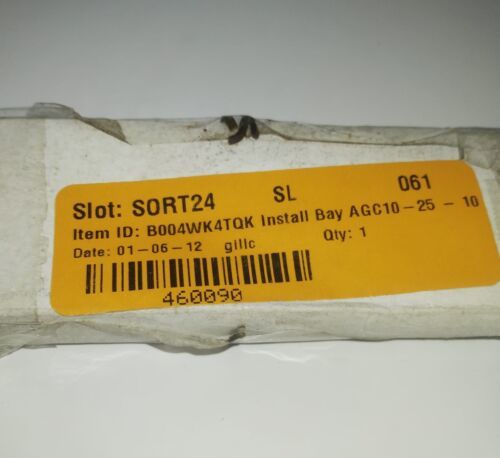 Slot: SORT24 SL 061
Item ID: B004WK4TQK Install Bay AGC10-25 - 10
Date: 01-06-12 gillc Qty: 1
460090